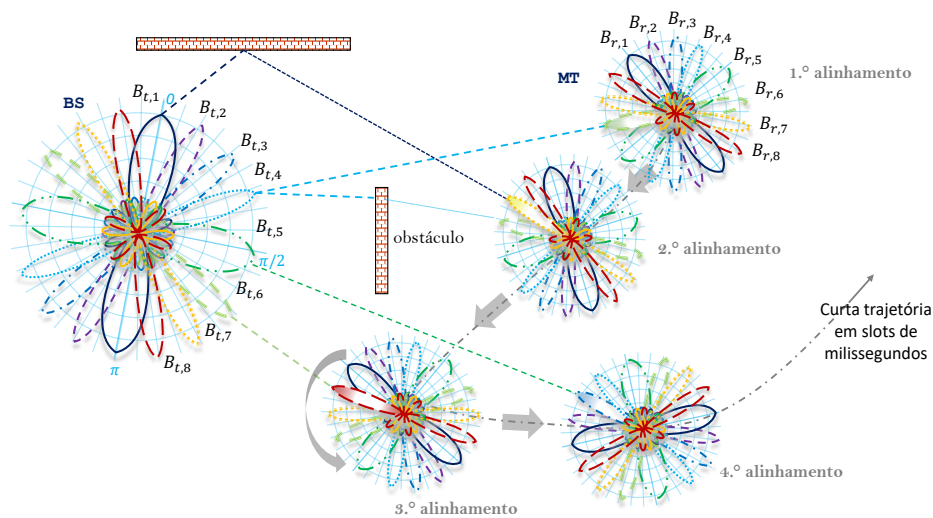 BS
B_{t,1}
0
B_{t,2}
B_{t,3}
B_{t,4}
B_{t,5}
π/2
B_{t,6}
B_{t,7}
B_{t,8}
π
obstáculo
MT
B_{r,1}
B_{r,2}
B_{r,3}
B_{r,4}
B_{r,5}
B_{r,6}
B_{r,7}
B_{r,8}
1.º alinhamento
2.º alinhamento
Curta trajetória
em slots de
milissegundos
3.º alinhamento
4.º alinhamento